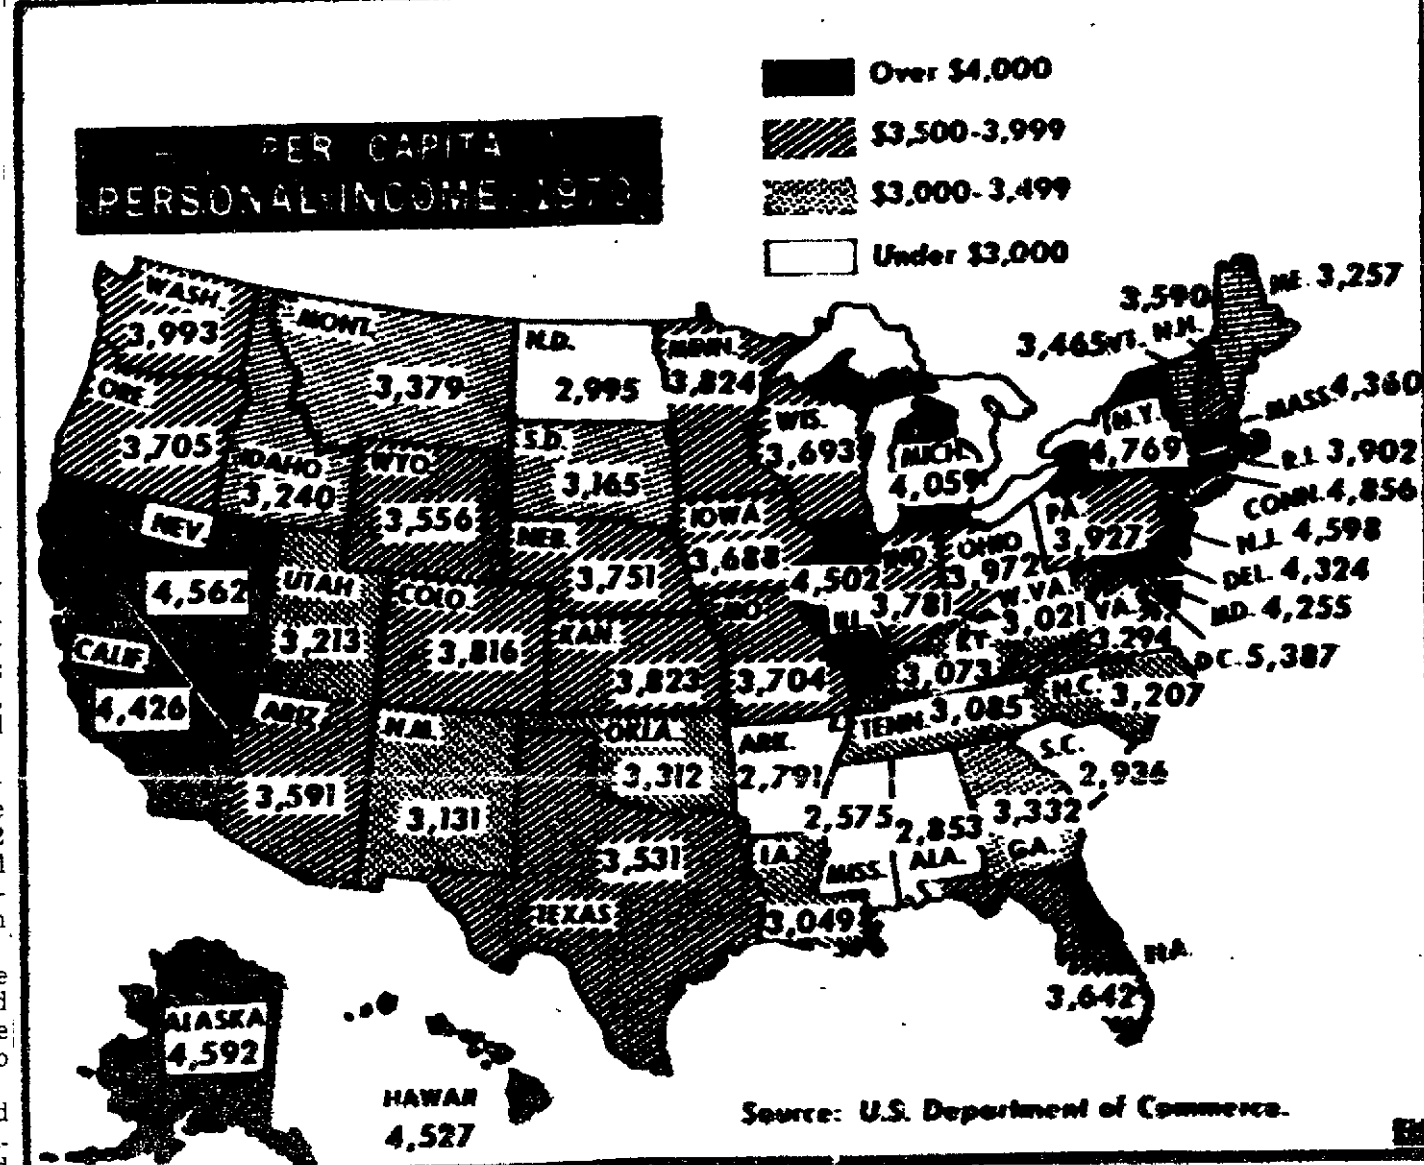 Over $4,000
$3,500-3,999
$3,000-3,499
Under $3,000
PER CAPITA
PERSONAL INCOME 1970
WASH.
3,993
ORE.
3,705
MONT.
3,379
IDAHO
3,240
WYO.
3,556
N.D.
2,995
S.D.
3,165
NEB.
3,751
MINN.
3,824
WIS.
3,693
IOWA
3,688
MICH.
4,059
NEV.
4,562
CALIF.
4,426
UTAH
3,213
COLO.
3,816
KAN.
3,823
MO.
3,704
4,502
ILL.
IND.
3,781
OHIO
3,972
PA.
3,927
N.Y.
4,769
3,465 VT.
3,590
N.H.
ME. 3,257
MASS. 4,360
R.I. 3,902
CONN. 4,856
N.J. 4,598
DEL. 4,324
MD. 4,255
D.C. 5,387
W.VA.
3,021
VA.
3,294
KY.
3,073
N.C.
3,207
TENN. 3,085
S.C.
2,936
ARIZ.
3,591
N.M.
3,131
OKLA.
3,312
ARK.
2,791
TEXAS
3,531
LA.
3,049
2,575
MISS.
2,853
ALA.
3,332
GA.
FLA.
3,642
ALASKA
4,592
HAWAII
4,527
Source: U.S. Department of Commerce.